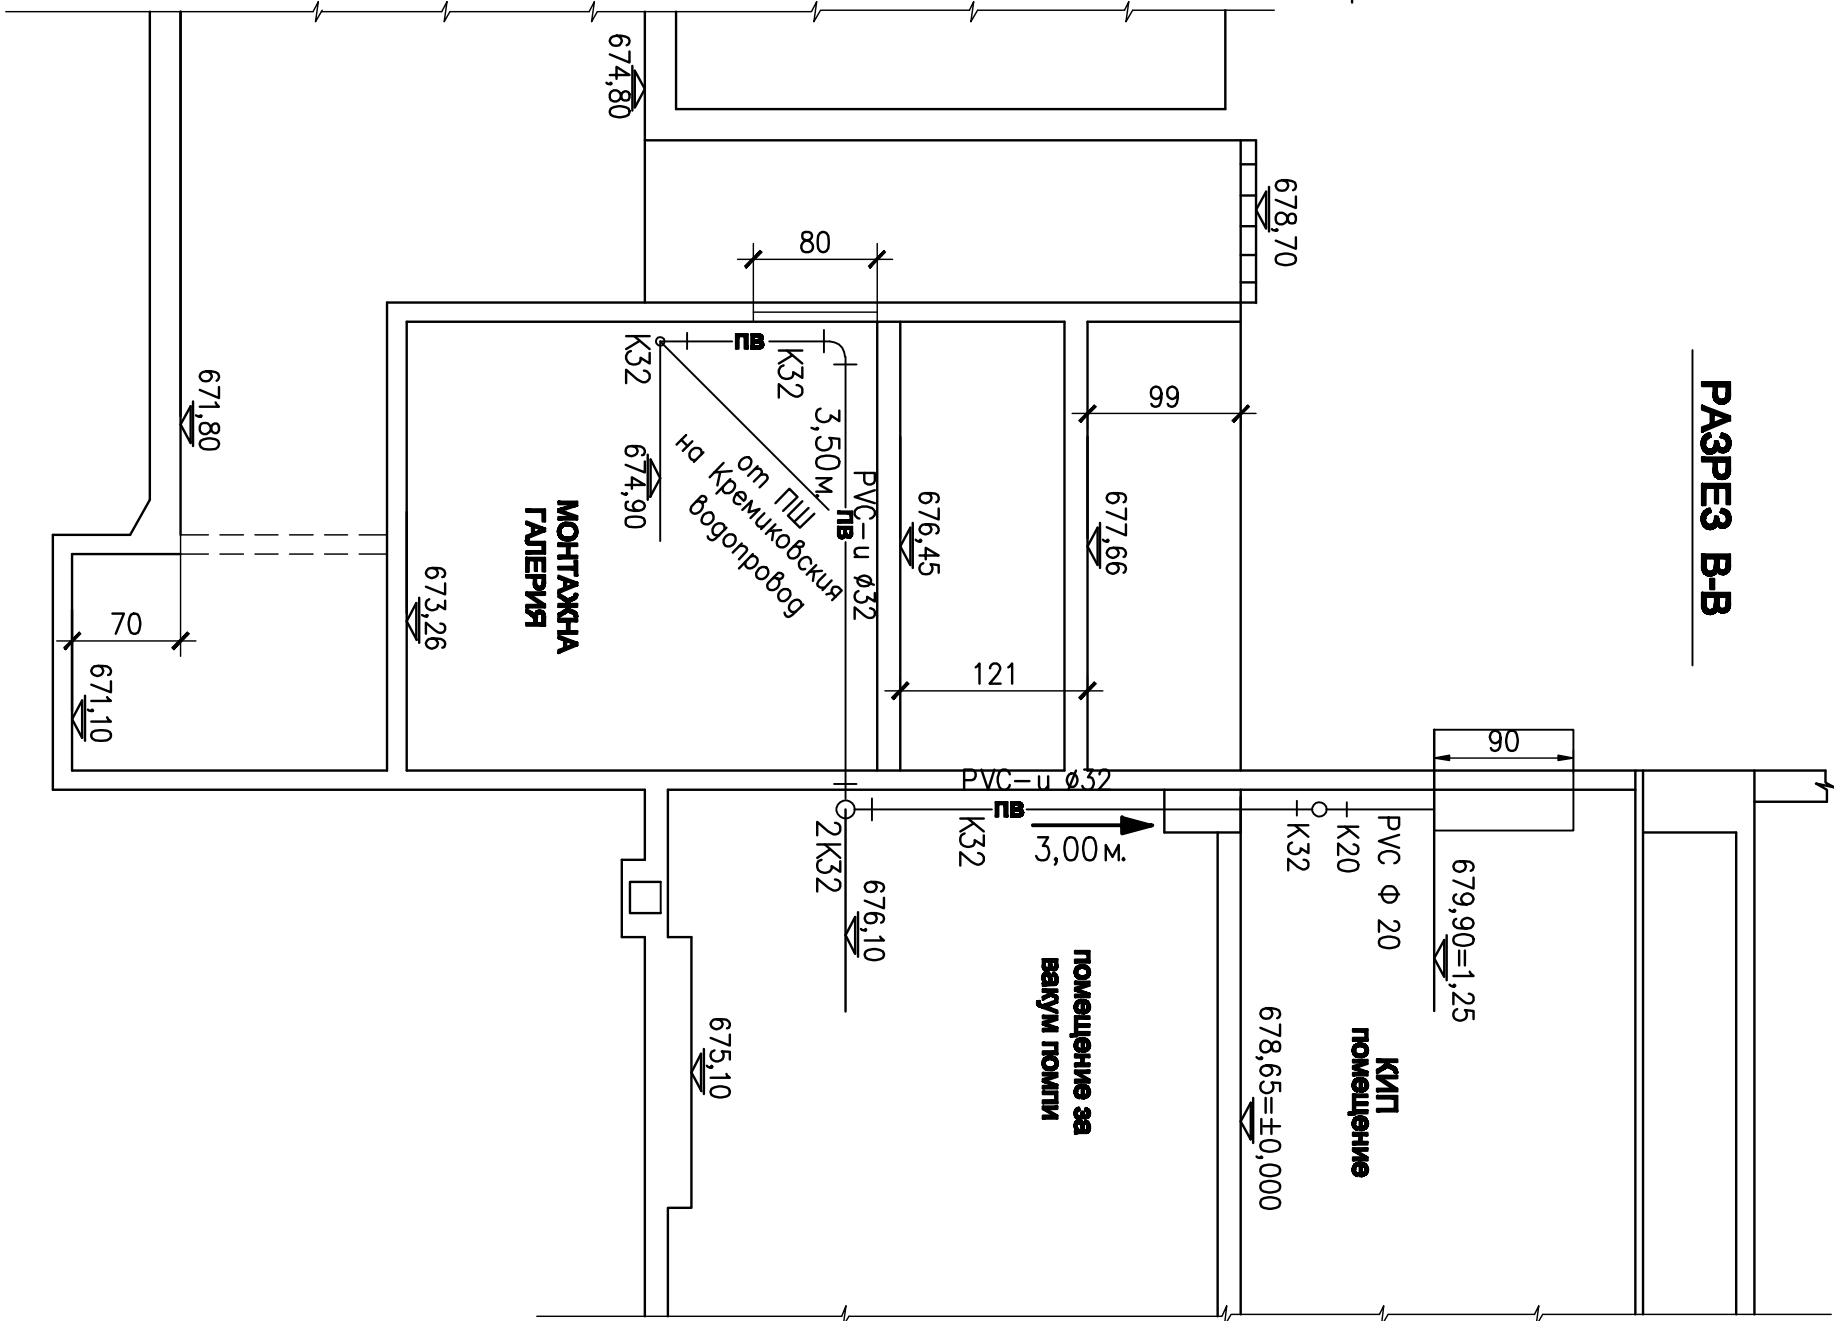 РАЗРЕЗ В-В
678,70
674,80
80
99
677,66
676,45
121
К32
К32
ПВ
3,50м.
PVC-u ø32
ПВ
от ПШ
на Кремиковския
водопровод
674,90
МОНТАЖНА
ГАЛЕРИЯ
673,26
671,80
70
671,10
90
PVC-u ø32
ПВ
К32
3,00м.
2К32
676,10
К32
К20
PVC Ф 20
679,90=1,25
КИП
помещение
678,65=±0,000
помещение за
вакум помпи
675,10